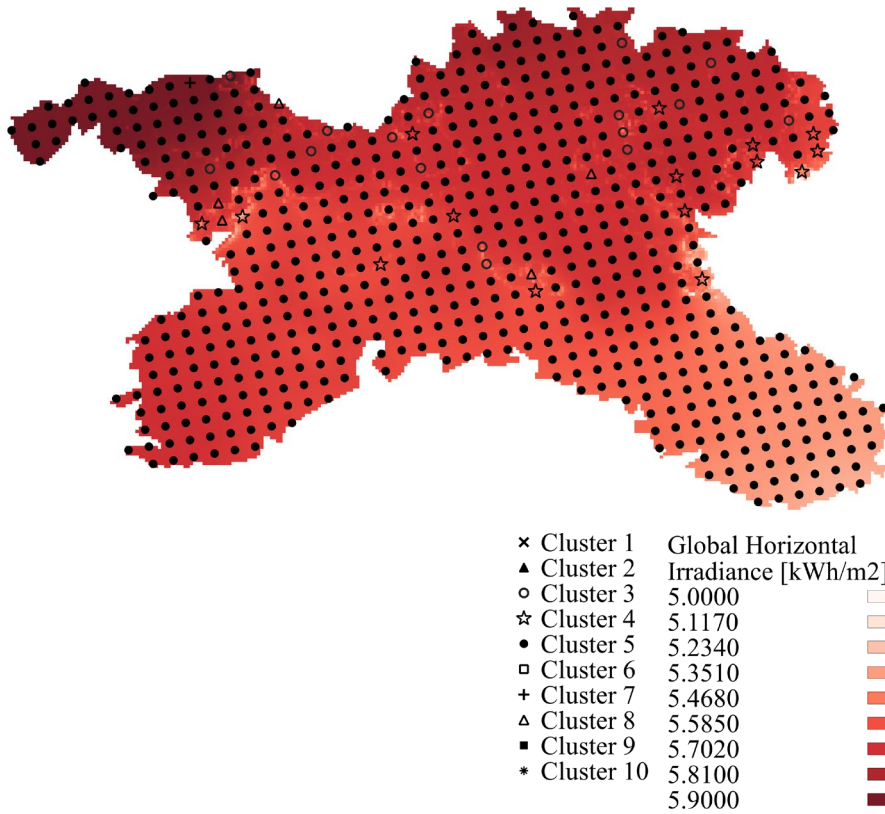 Cluster 1
Cluster 2
Cluster 3
Cluster 4
Cluster 5
Cluster 6
Cluster 7
Cluster 8
Cluster 9
Cluster 10
Global Horizontal
Irradiance [kWh/m2]
5.0000
5.1170
5.2340
5.3510
5.4680
5.5850
5.7020
5.8100
5.9000